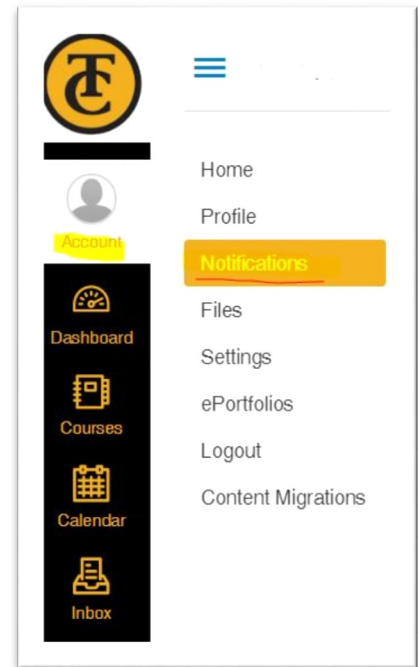 TC
Account
Dashboard
Courses
Calendar
Inbox
Home
Profile
Notifications
Files
Settings
ePortfolios
Logout
Content Migrations